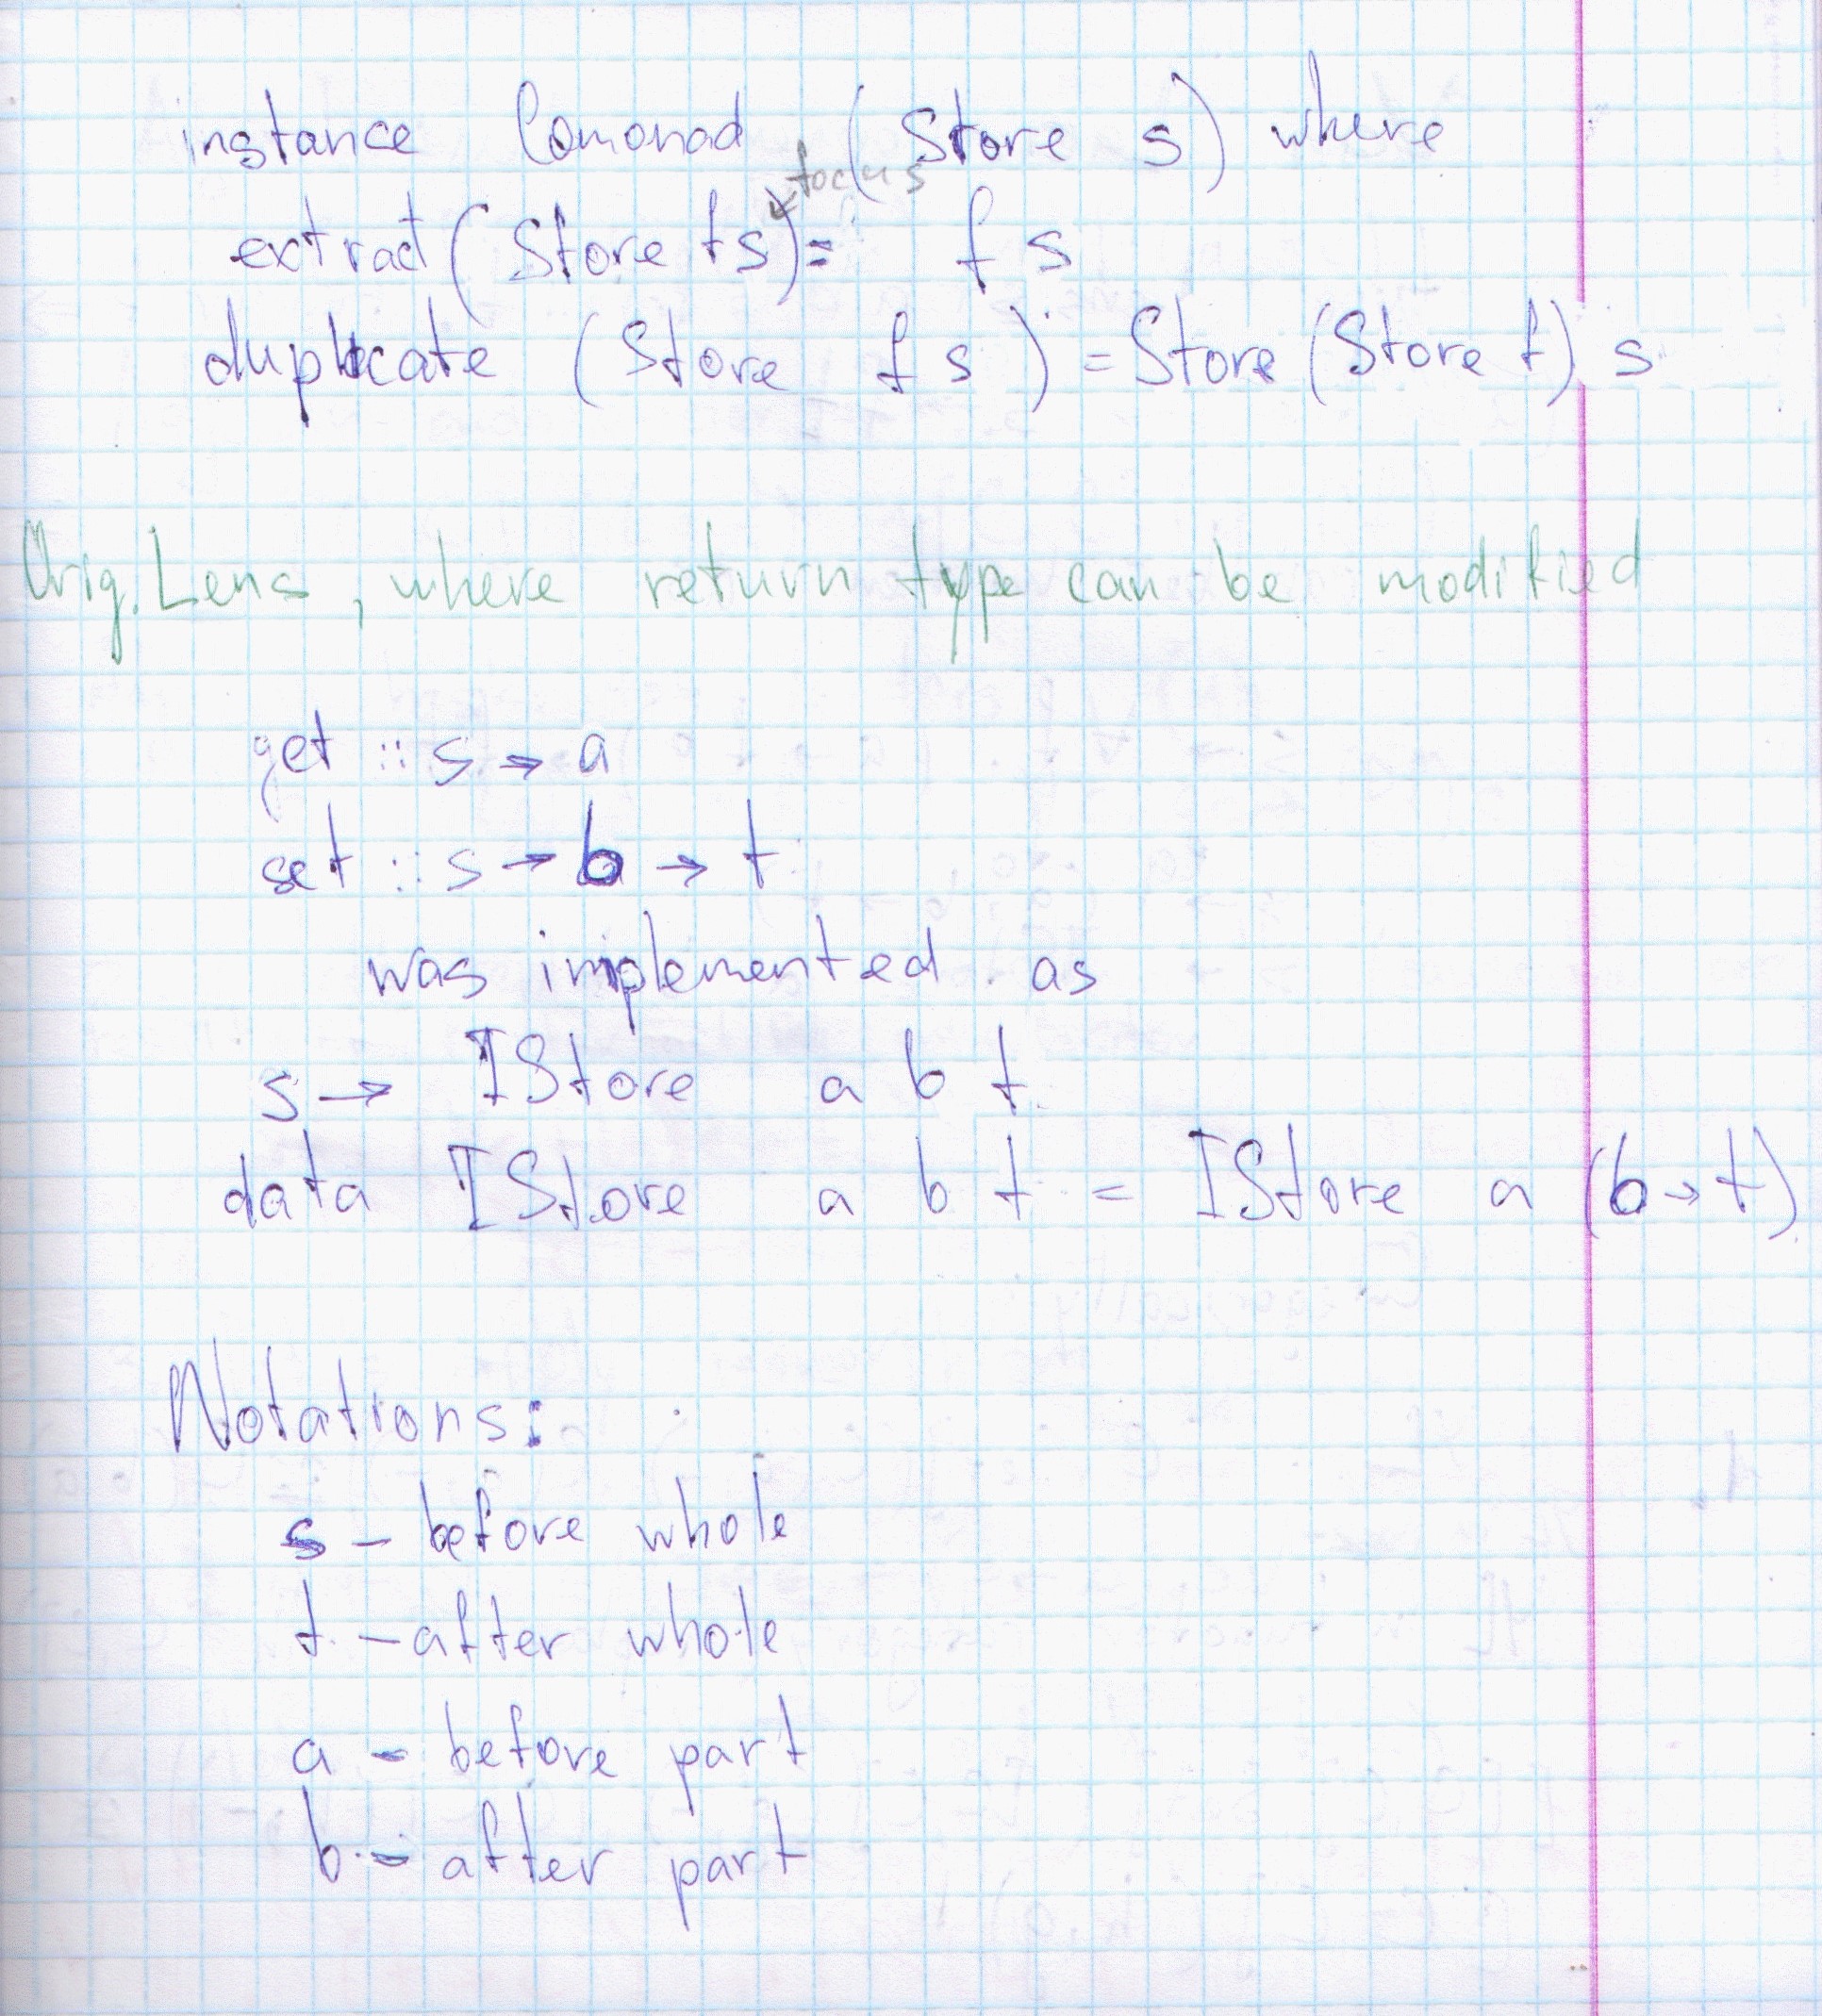 instance Comonad (Store s) where
focus
extract (Store f s) = f s
duplicate (Store f s) = Store (Store f) s
Orig. Lens, where return type can be modified
get :: s → a
set :: s → b → t
was implemented as
s → IStore a b t
data IStore a b t = IStore a (b → t)
Notations:
s - before whole
t - after whole
a - before part
b - after part